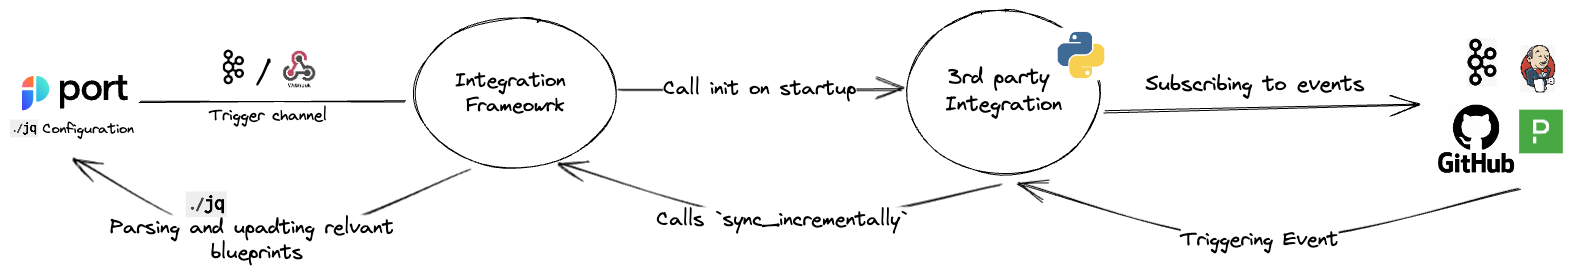 port
./jq Configuration
/
Webhook
Trigger channel
Integration
Frameowrk
Call init on startup
3rd party
Integration
Subscribing to events
GitHub
P
./jq
Parsing and upadting relvant
blueprints
Calls `sync_incrementally`
Triggering Event